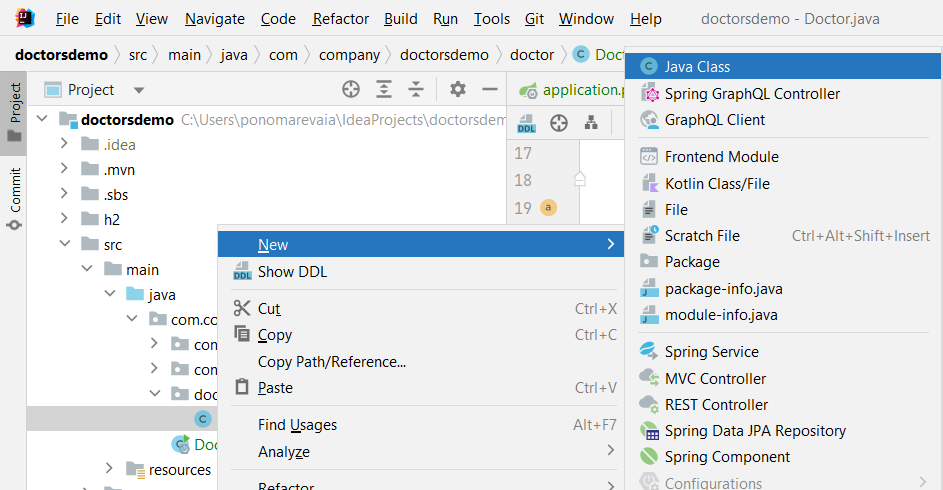 File Edit View Navigate Code Refactor Build Run Tools Git Window Help doctorsdemo - Doctor.java
doctorsdemo src main java com company doctorsdemo doctor Doc
Project
Project
Commit
application.p
doctorsdemo C:\Users\ponomarevaia\IdeaProjects\doctorsdem
.idea
.mvn
.sbs
h2
src
main
java
com.co
com
com
doc
Doc
resources
DDL
17
18
19 a
New
DDL Show DDL
Cut Ctrl+X
Copy Ctrl+C
Copy Path/Reference...
Paste Ctrl+V
Find Usages Alt+F7
Analyze
Refactor
Java Class
Spring GraphQL Controller
GraphQL Client
Frontend Module
Kotlin Class/File
File
Scratch File Ctrl+Alt+Shift+Insert
Package
package-info.java
module-info.java
Spring Service
MVC Controller
REST Controller
Spring Data JPA Repository
Spring Component
Configurations